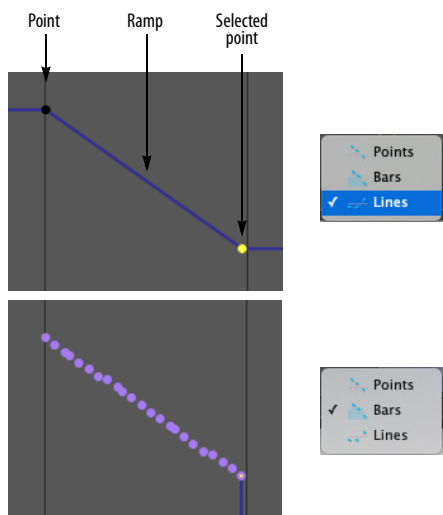 Point
Ramp
Selected
point
Points
Bars
✓ Lines
Points
✓ Bars
Lines